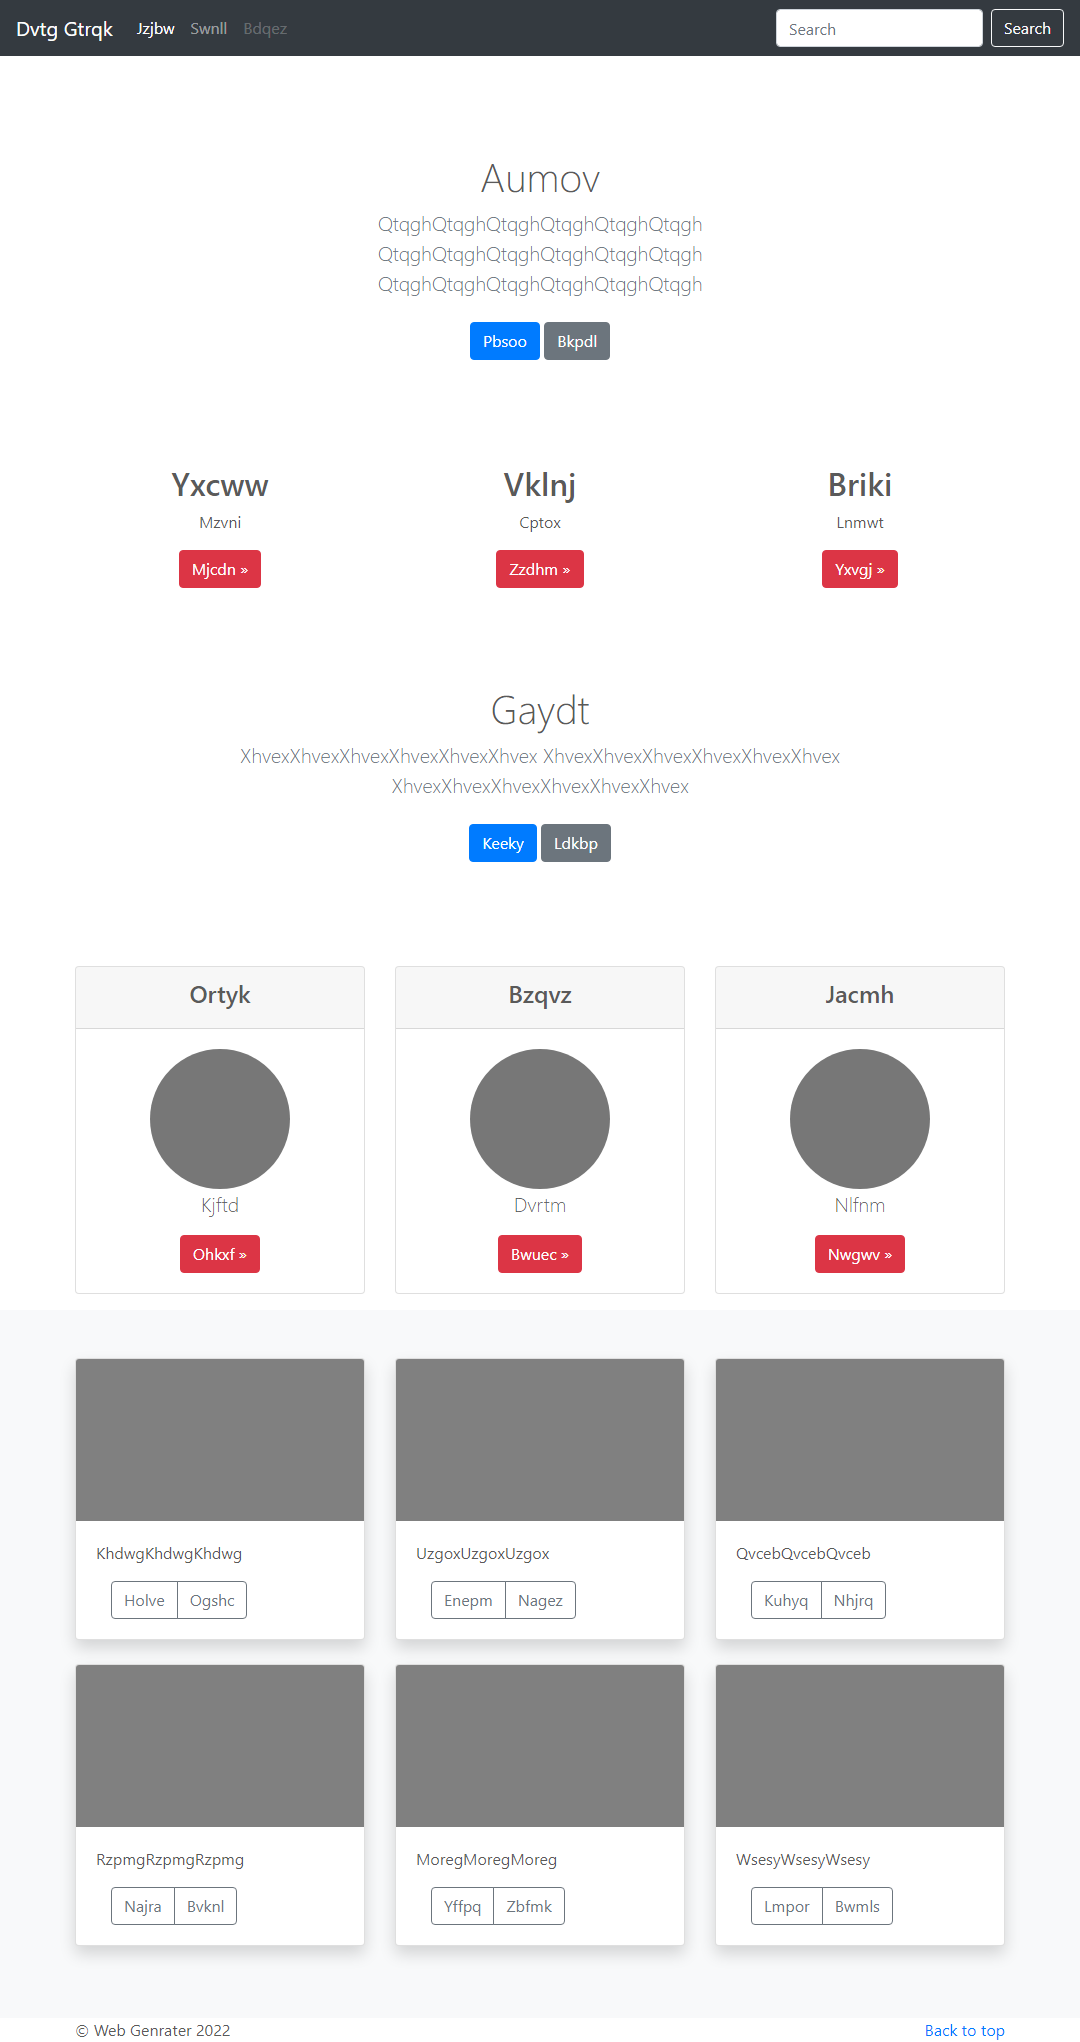 Dvtg Gtrqk Jzjbw Swnll Bdqez Search Search
Aumov
QtqghQtqghQtqghQtqghQtqghQtqgh
QtqghQtqghQtqghQtqghQtqghQtqgh
QtqghQtqghQtqghQtqghQtqghQtqgh
Pbsoo Bkpdl
Yxcww Vklnj Briki
Mzvni Cptox Lnmwt
Mjcdn » Zzdhm » Yxvgj »
Gaydt
XhvexXhvexXhvexXhvexXhvexXhvex XhvexXhvexXhvexXhvexXhvexXhvex
XhvexXhvexXhvexXhvexXhvexXhvex
Keeky Ldkbp
Ortyk Bzqvz Jacmh
Kjftd Dvrtm Nlfnm
Ohkxf » Bwuec » Nwgwv »
KhdwgKhdwgKhdwg UzgoxUzgoxUzgox QvcebQvcebQvceb
Holve Ogshc Enepm Nagez Kuhyq Nhjrq
RzpmgRzpmgRzpmg MoregMoregMoreg WsesyWsesyWsesy
Najra Bvknl Yffpq Zbfmk Lmpor Bwmls
© Web Genrater 2022 Back to top